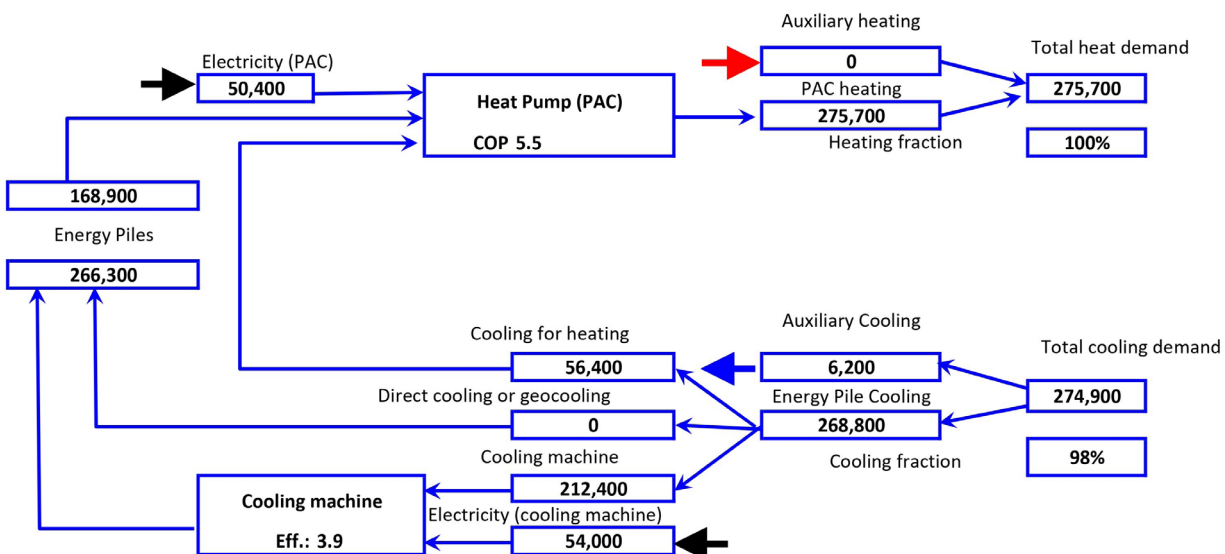 Auxiliary heating
Total heat demand
Electricity (PAC)
0
50,400
Heat Pump (PAC)
COP 5.5
PAC heating
275,700
275,700
Heating fraction
100%
168,900
Energy Piles
266,300
Cooling for heating
Auxiliary Cooling
Total cooling demand
56,400
6,200
274,900
Direct cooling or geocooling
Energy Pile Cooling
0
268,800
Cooling fraction
98%
Cooling machine
212,400
Cooling machine
Eff.: 3.9
Electricity (cooling machine)
54,000